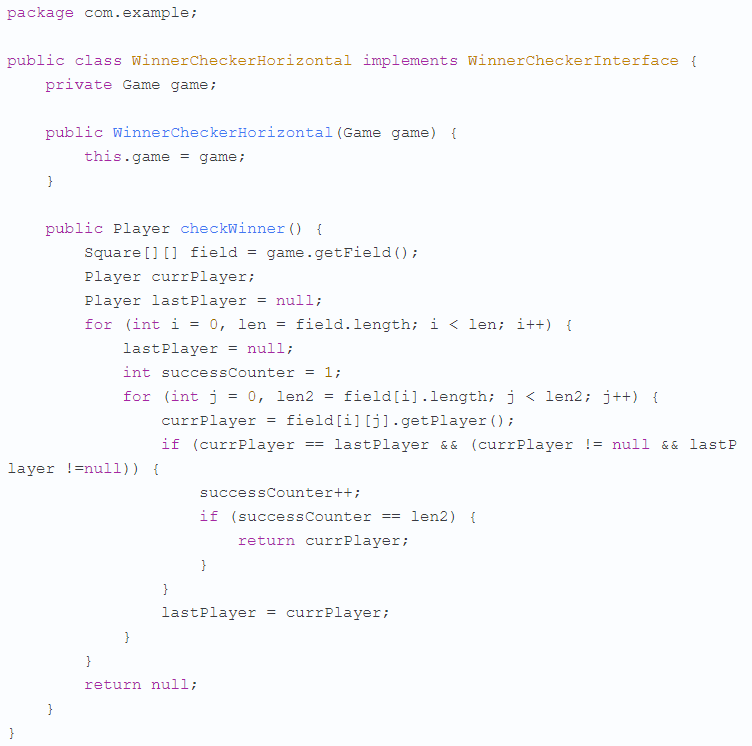 package com.example;

public class WinnerCheckerHorizontal implements WinnerCheckerInterface {
    private Game game;

    public WinnerCheckerHorizontal(Game game) {
        this.game = game;
    }

    public Player checkWinner() {
        Square[][] field = game.getField();
        Player currPlayer;
        Player lastPlayer = null;
        for (int i = 0, len = field.length; i < len; i++) {
            lastPlayer = null;
            int successCounter = 1;
            for (int j = 0, len2 = field[i].length; j < len2; j++) {
                currPlayer = field[i][j].getPlayer();
                if (currPlayer == lastPlayer && (currPlayer != null && lastP
layer !=null)) {
                    successCounter++;
                    if (successCounter == len2) {
                        return currPlayer;
                    }
                }
                lastPlayer = currPlayer;
            }
        }
        return null;
    }
}